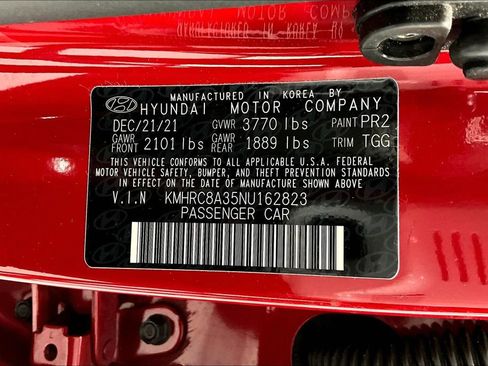 MANUFACTURED IN KOREA BY
HYUNDAI MOTOR COMPANY
DEC/21/21 GVWR 3770 lbs PAINT PR2
GAWR FRONT 2101 lbs GAWR REAR 1889 lbs TRIM TGG
THIS VEHICLE CONFORMS TO ALL APPLICABLE U.S.A. FEDERAL
MOTOR VEHICLE SAFETY, BUMPER, AND THEFT PREVENTION
STANDARDS IN EFFECT ON THE DATE OF MANUFACTURE SHOWN ABOVE.
V.I.N KMHRC8A35NU162823
PASSENGER CAR